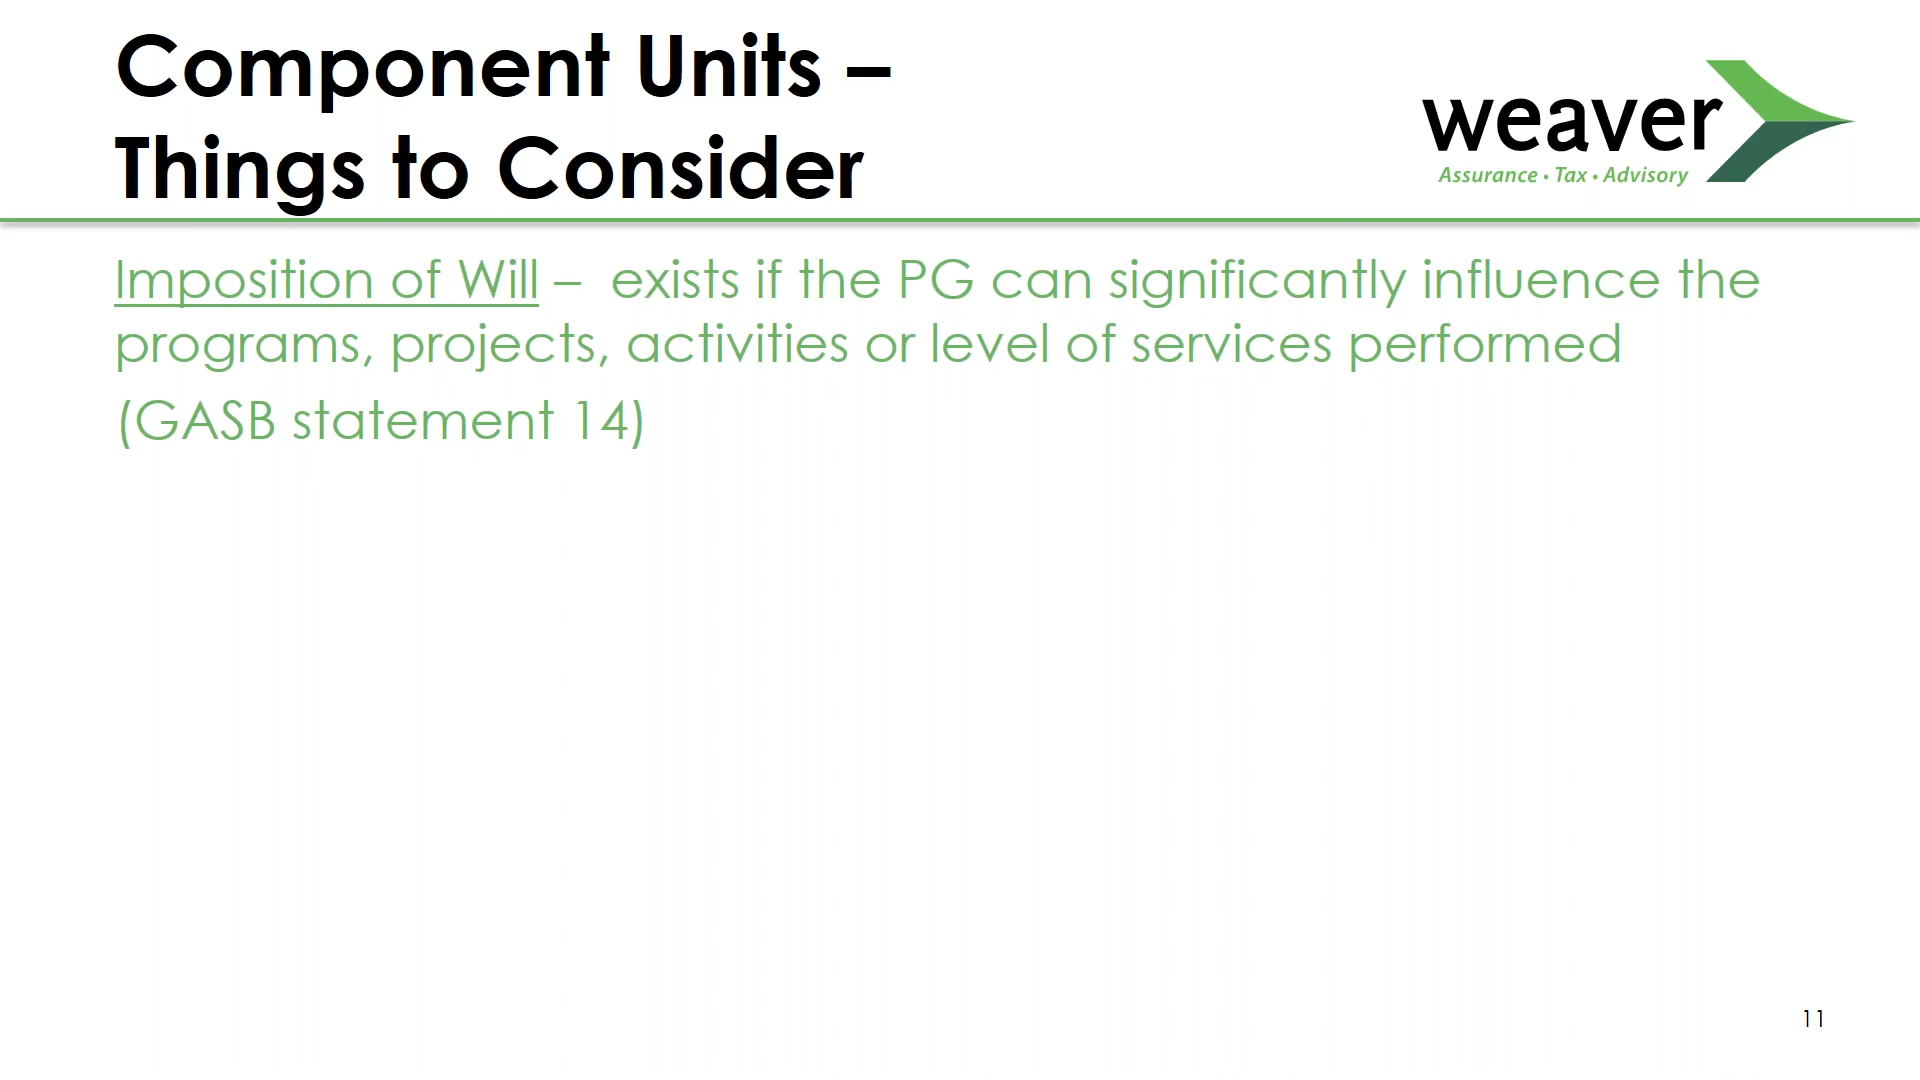 Component Units –
Things to Consider
weaver
Assurance • Tax • Advisory
Imposition of Will –  exists if the PG can significantly influence the
programs, projects, activities or level of services performed
(GASB statement 14)
11